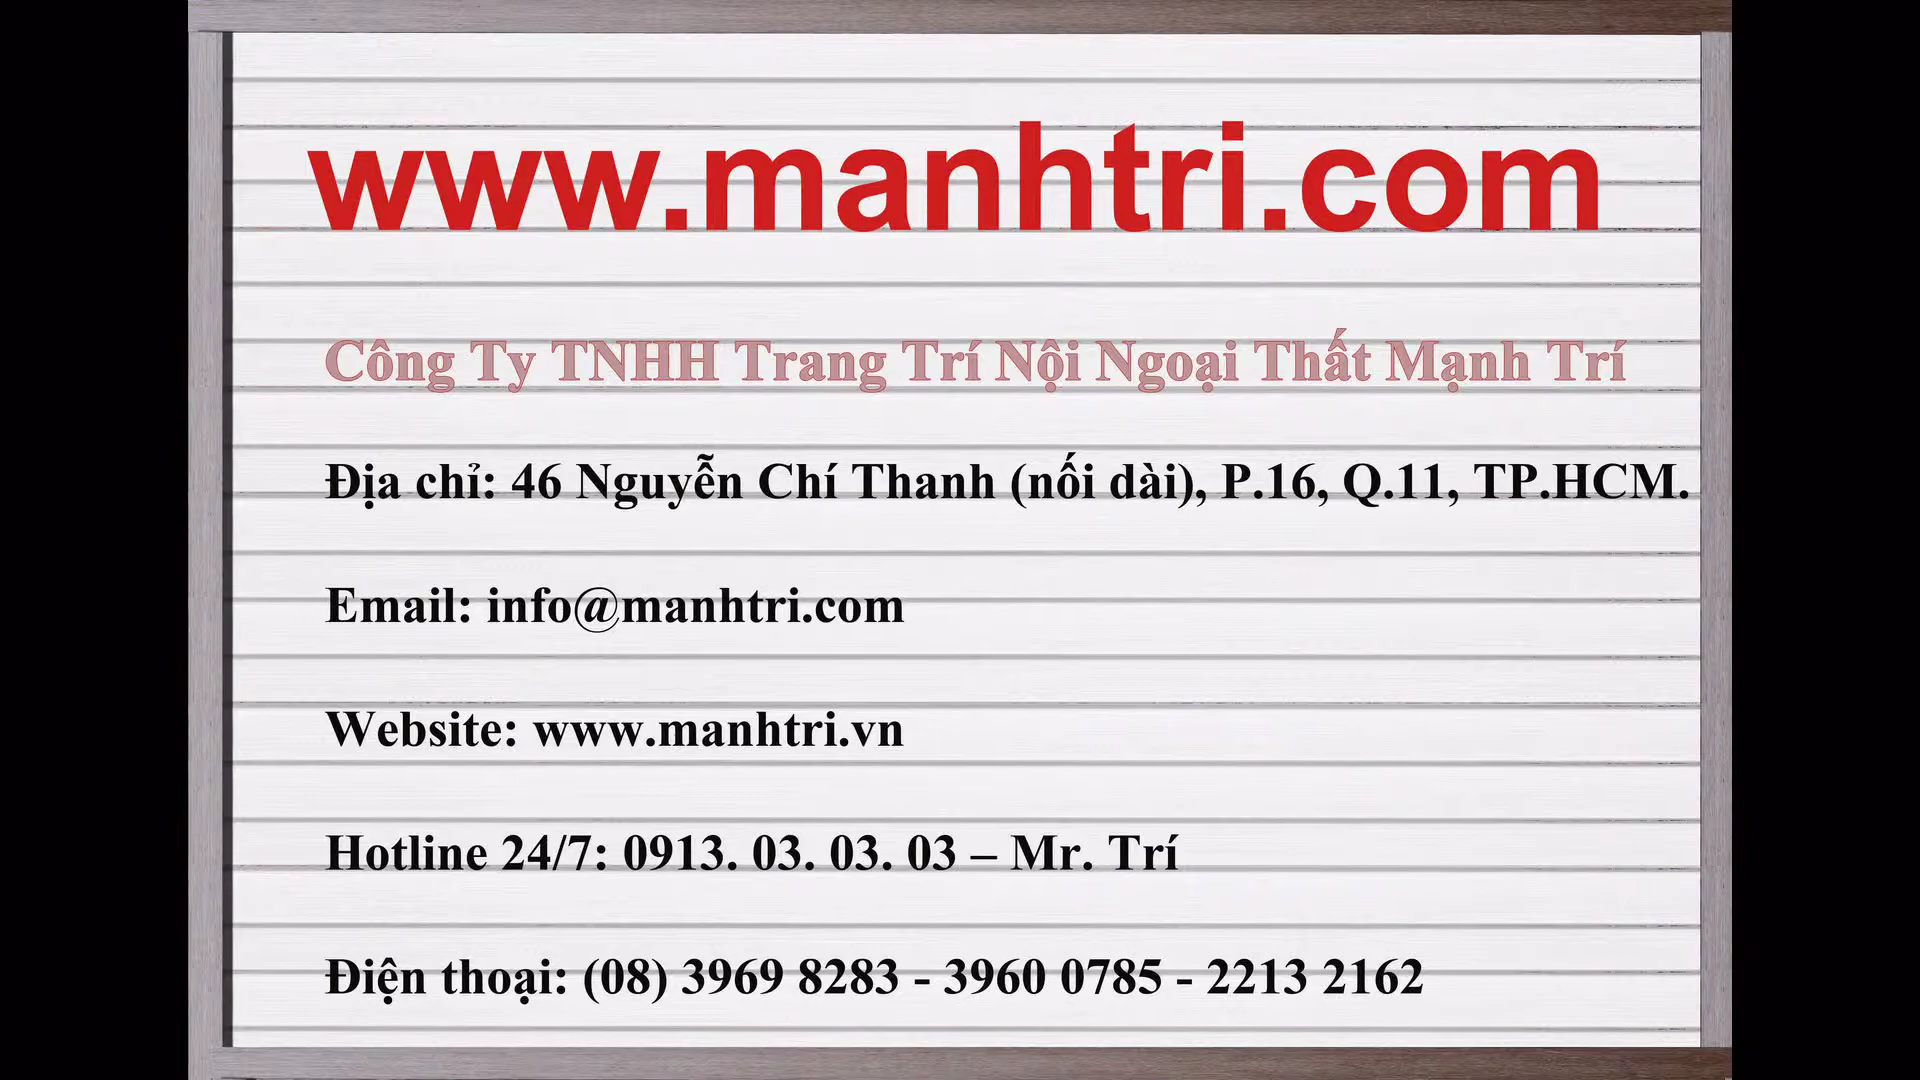 www.manhtri.com
Công Ty TNHH Trang Trí Nội Ngoại Thất Mạnh Trí
Địa chỉ: 46 Nguyễn Chí Thanh (nối dài), P.16, Q.11, TP.HCM.
Email: info@manhtri.com
Website: www.manhtri.vn
Hotline 24/7: 0913. 03. 03. 03 – Mr. Trí
Điện thoại: (08) 3969 8283 - 3960 0785 - 2213 2162